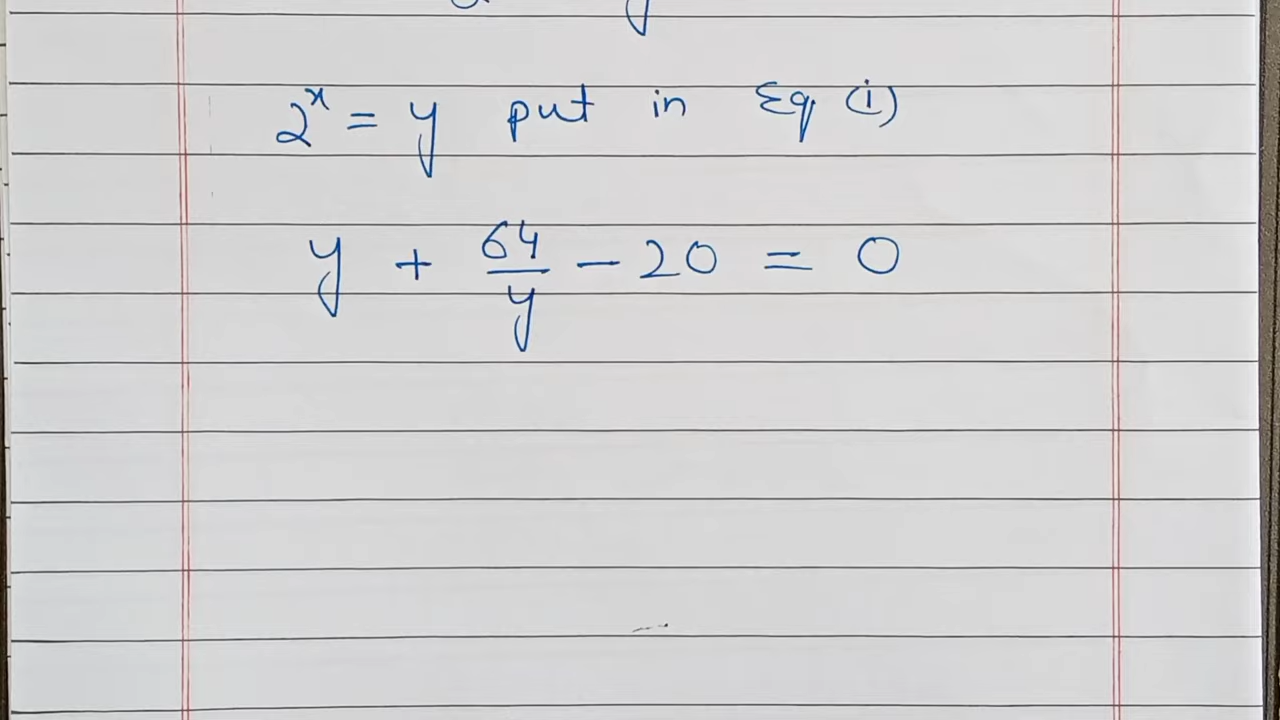 2^x = y put in Eq (i)
y + 64/y - 20 = 0